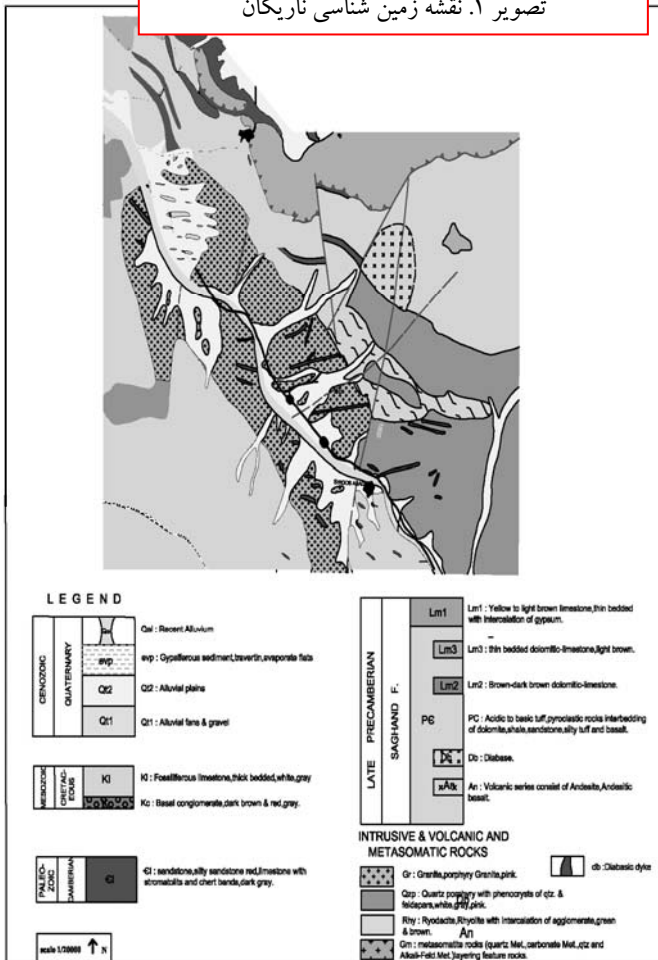 تصویر ۱. نقشه زمین شناسی ناریگان
LEGEND
CENOZOIC
QUATERNARY
Qal : Recent Alluvium
evp
evp : Gypsiferous sediment,travertin,evaporate flats
Qt2
Qt2 : Alluvial plains
Qt1
Qt1 : Alluvial fans & gravel
MESOZOIC
CRETAC-
EOUS
Kl
Kl : Fossiliferous limestone,thick bedded,white,gray
Kc : Basal conglomerate,dark brown & red,gray.
PALEO-
ZOIC
CAMBERIAN
Єl
Єl : sandstone,silty sandstone red,limestone with
stromatolits and chert bands,dark gray.
scale 1/20000
N
LATE PRECAMBERIAN
SAGHAND F.
Lm1
Lm1 : Yellow to light brown limestone,thin bedded
with intercalation of gypsum.
Lm3
Lm3 : thin bedded dolomitic-limestone,light brown.
Lm2
Lm2 : Brown-dark brown dolomitic-limestone.
PЄ
PC : Acidic to basic tuff,pyroclastic rocks interbedding
of dolomite,shale,sandstone,silty tuff and basalt.
Db
Db : Diabase.
An
An : Volcanic series consist of Andesite,Andesitic
basalt.
INTRUSIVE & VOLCANIC AND
METASOMATIC ROCKS
Gr : Granite,porphyry Granite,pink.
db :Diabasic dyke
Qzp : Quartz porphyry with phenocrysts of qtz. &
feldspars,white,gray,pink.
Rhy : Ryodacite,Rhyolite with intercalation of agglomerate,green
& brown.
An
Gm : metasomatite rocks (quartz Met.,carbonate Met.,qtz and
Alkali-Feld.Met.)layering feature rocks.